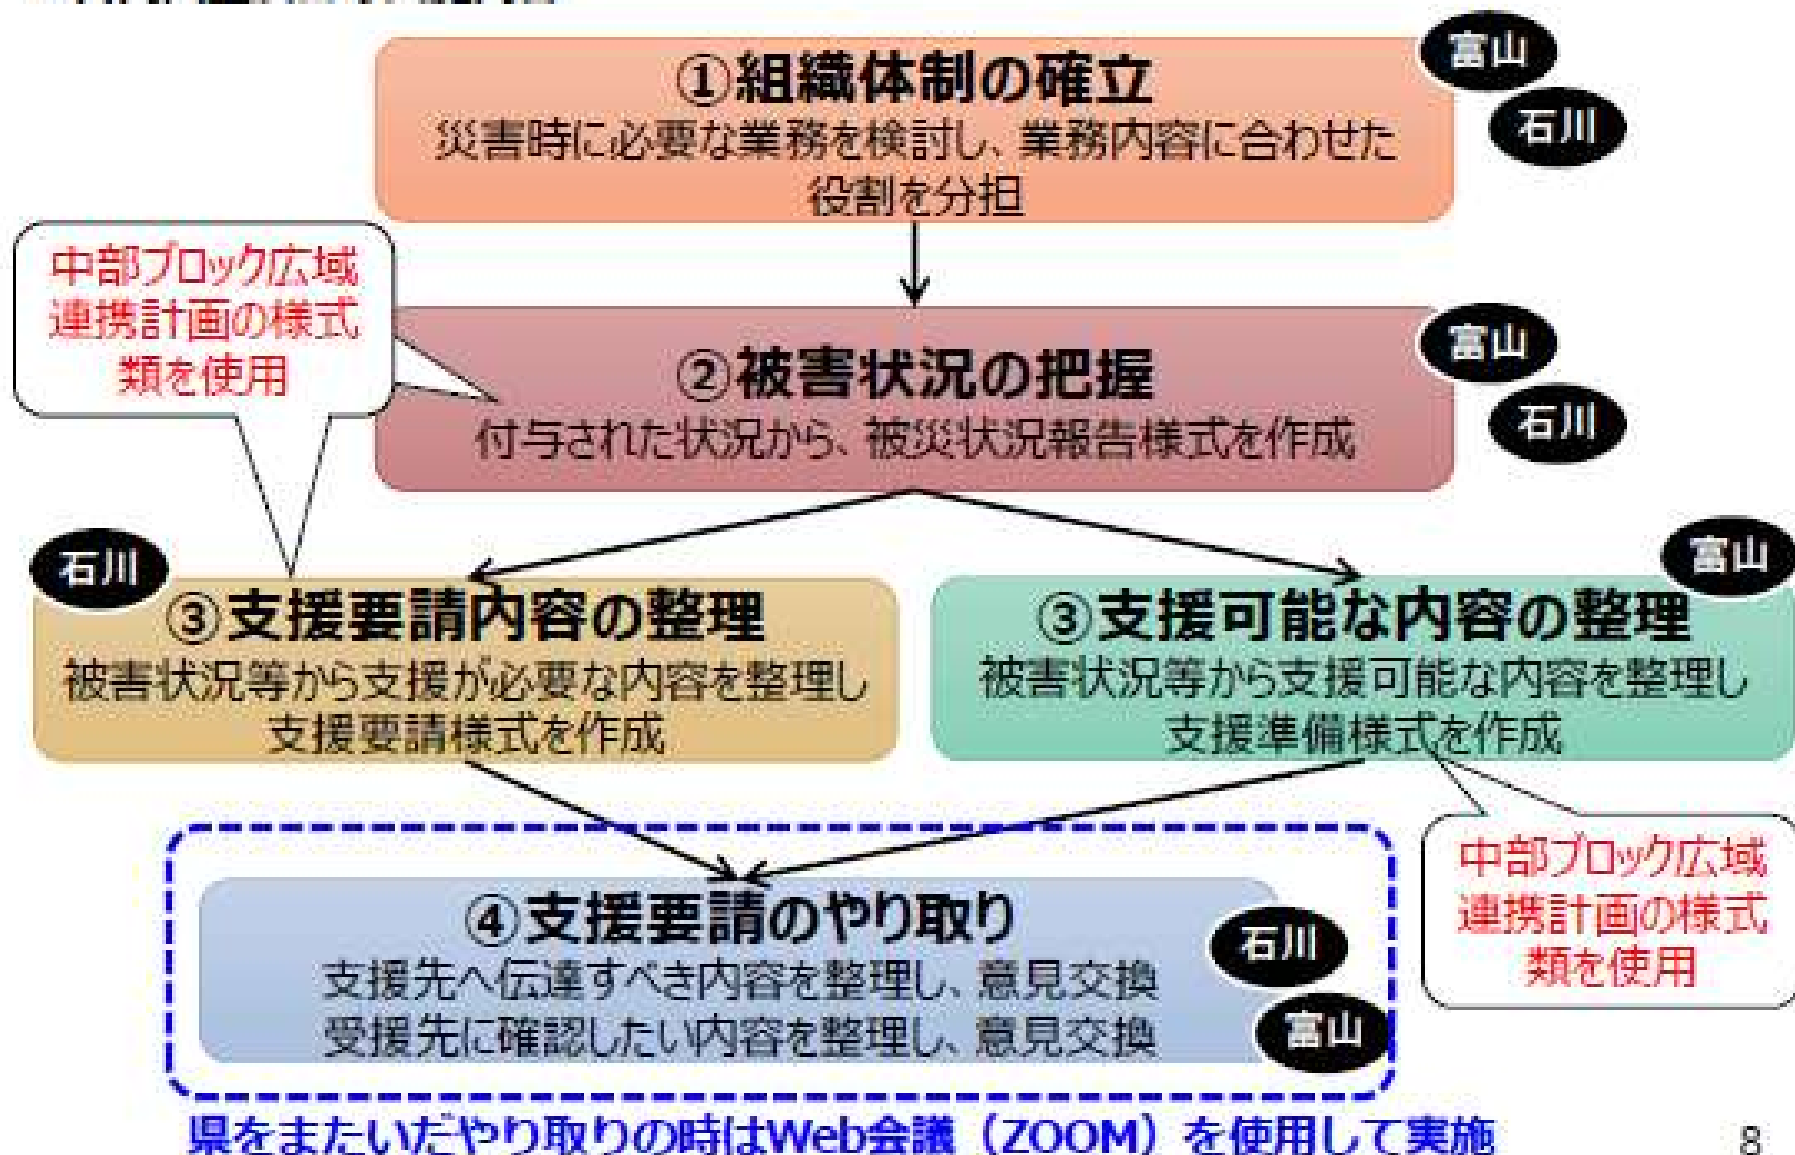 ①組織体制の確立
災害時に必要な業務を検討し、業務内容に合わせた
役割を分担
富山
石川
中部ブロック広域
連携計画の様式
類を使用
②被害状況の把握
付与された状況から、被災状況報告様式を作成
富山
石川
石川
③支援要請内容の整理
被害状況等から支援が必要な内容を整理し
支援要請様式を作成
富山
③支援可能な内容の整理
被害状況等から支援可能な内容を整理し
支援準備様式を作成
中部ブロック広域
連携計画の様式
類を使用
④支援要請のやり取り
支援先へ伝達すべき内容を整理し、意見交換
受援先に確認したい内容を整理し、意見交換
石川
富山
県をまたいだやり取りの時はWeb会議（ZOOM）を使用して実施
8